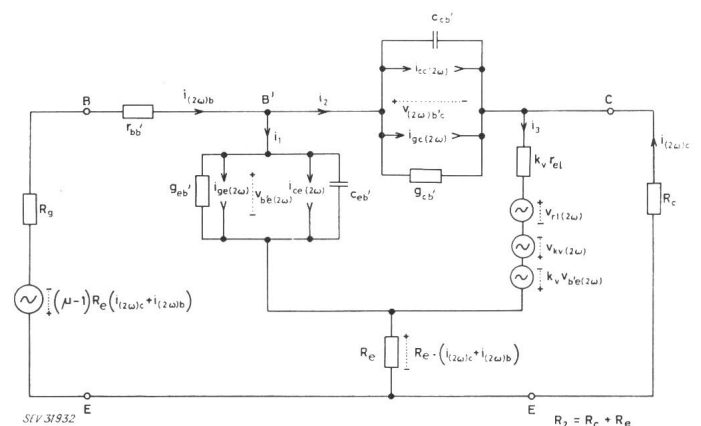 c_cb'
i_cc'(2ω)
v_(2ω)b'c
i_gc(2ω)
g_cb'
B
r_bb'
i_(2ω)b
B'
i_2
C
i_1
i_3
i_(2ω)c
g_eb'
i_ge(2ω)
v_b'e(2ω)
i_ce(2ω)
c_eb'
k_v r_el
R_g
R_c
v_rl(2ω)
v_kv(2ω)
k_v v_b'e(2ω)
(μ-1)R_e(i_(2ω)c+i_(2ω)b)
R_e
R_e·(i_(2ω)c+i_(2ω)b)
E
E
SEV 31932
R_2 = R_c + R_e